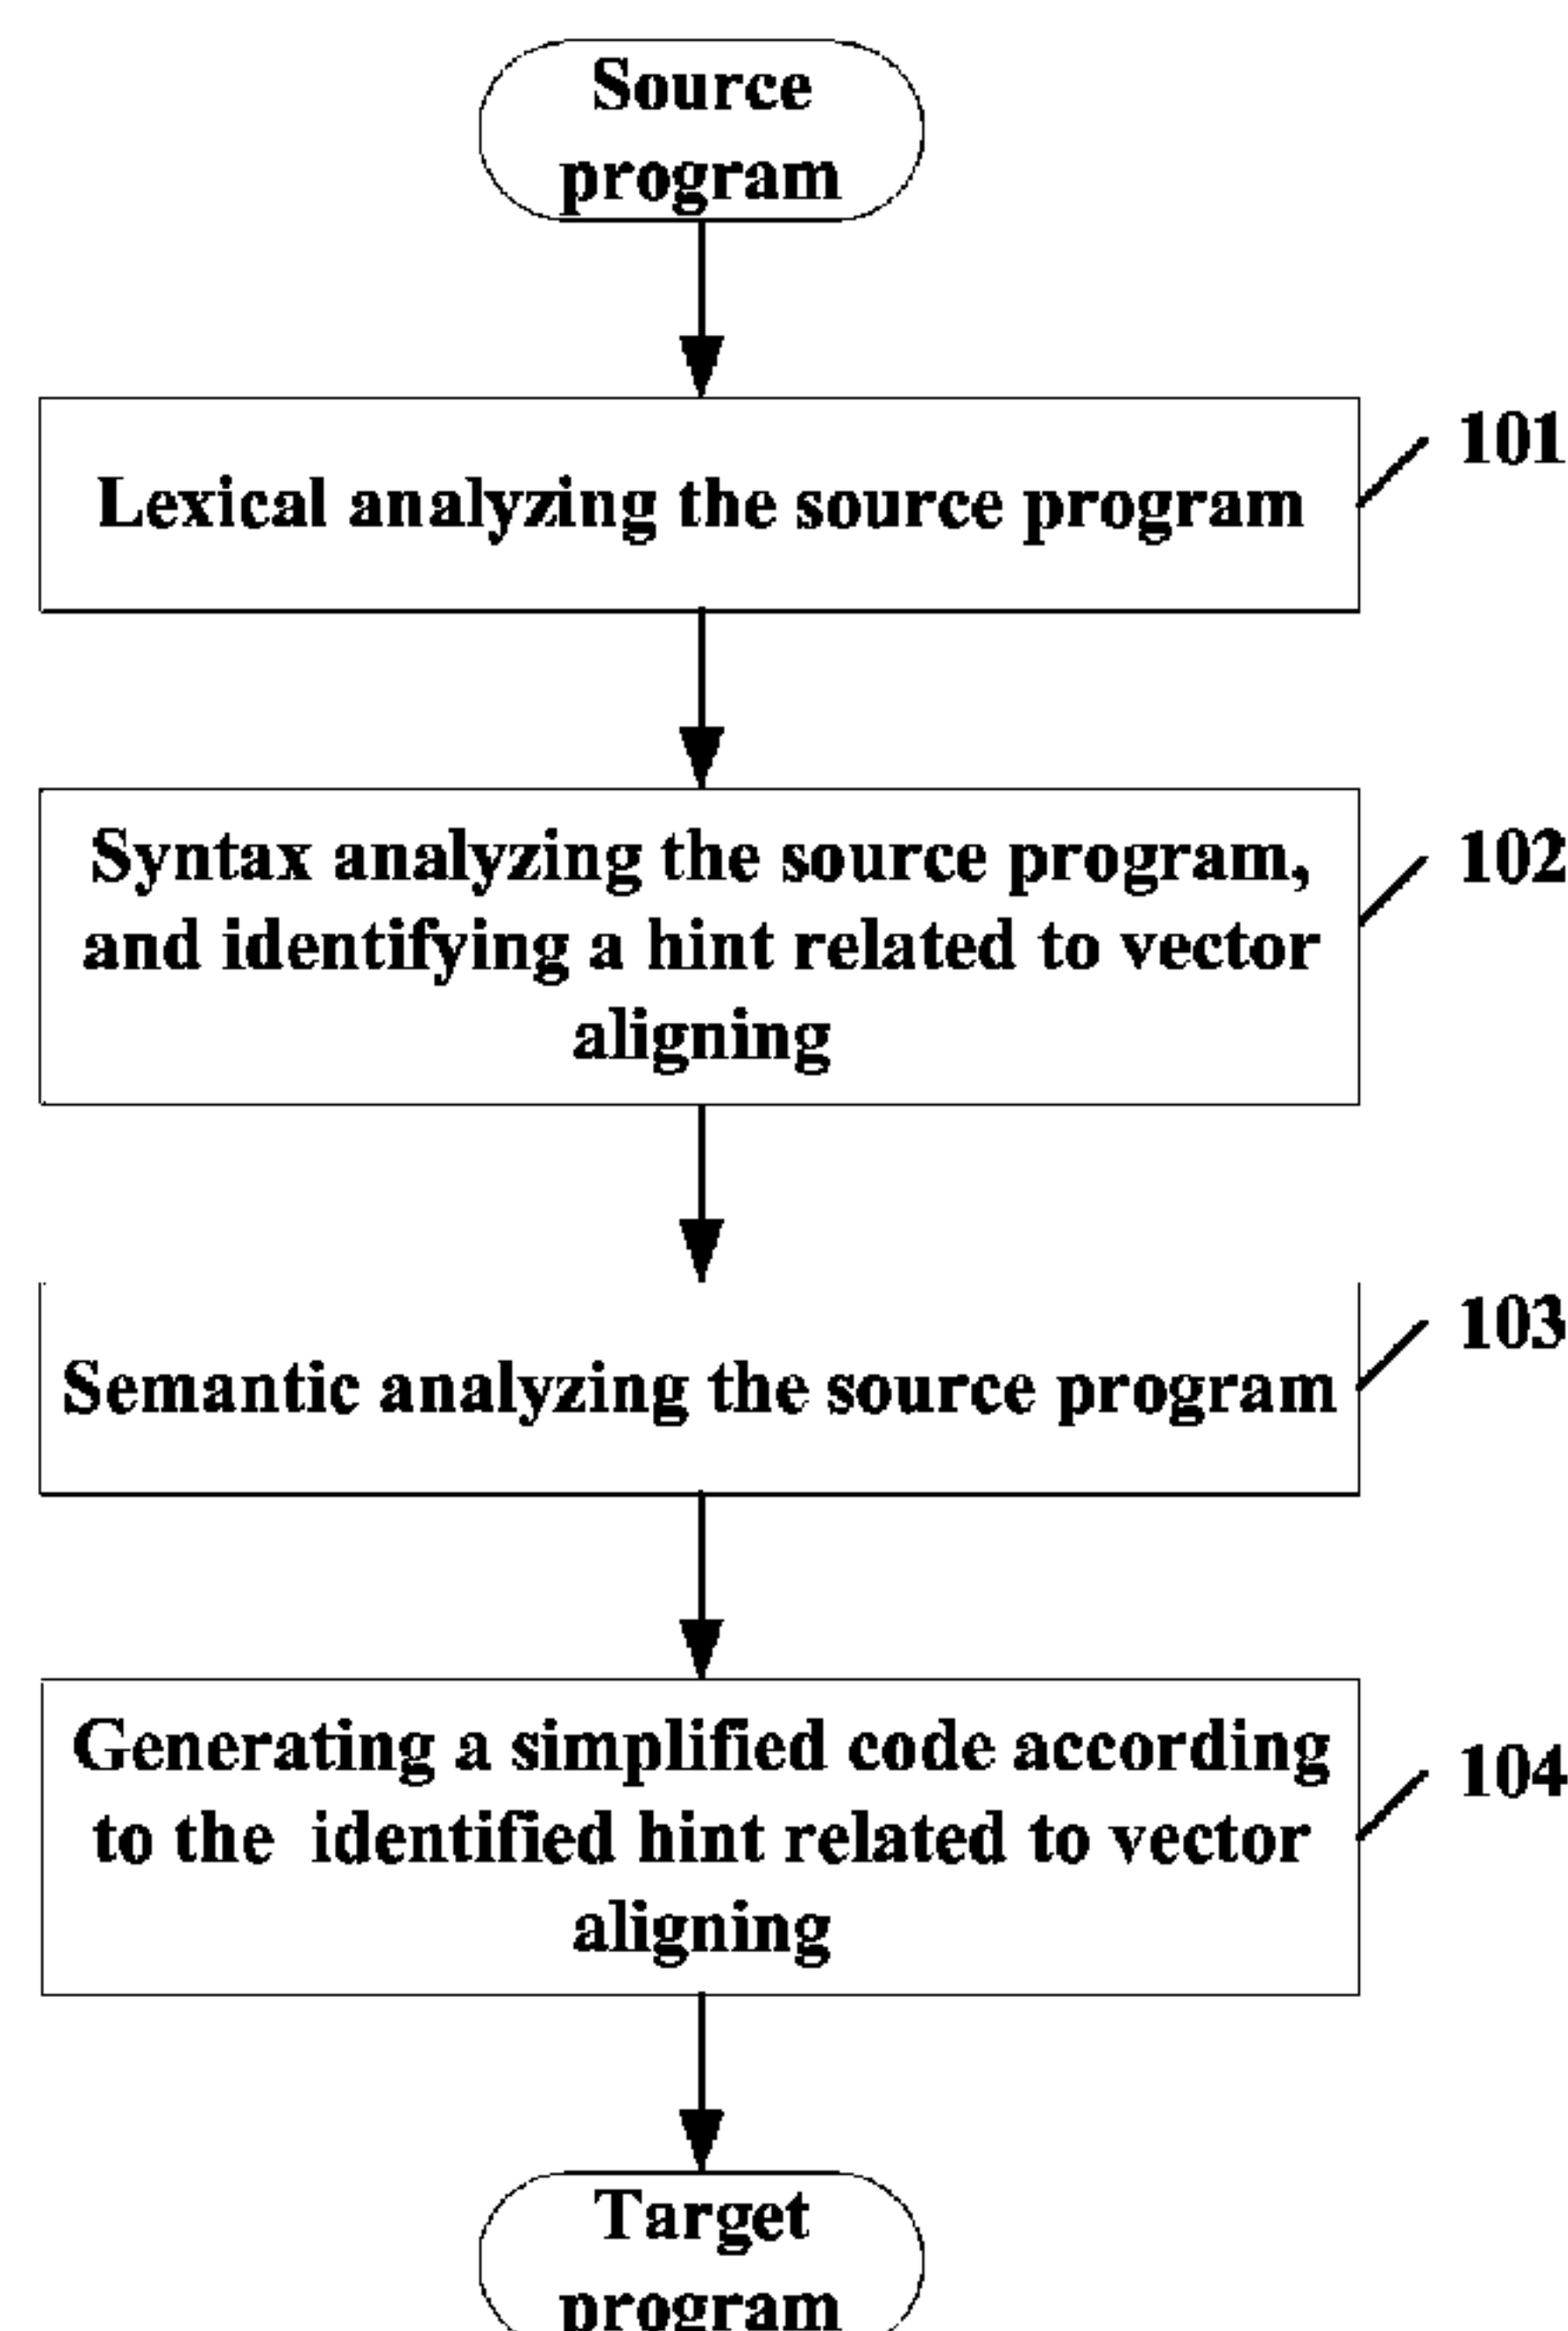 Source
program
Lexical analyzing the source program
101
Syntax analyzing the source program,
and identifying a hint related to vector
aligning
102
Semantic analyzing the source program
103
Generating a simplified code according
to the identified hint related to vector
aligning
104
Target
program